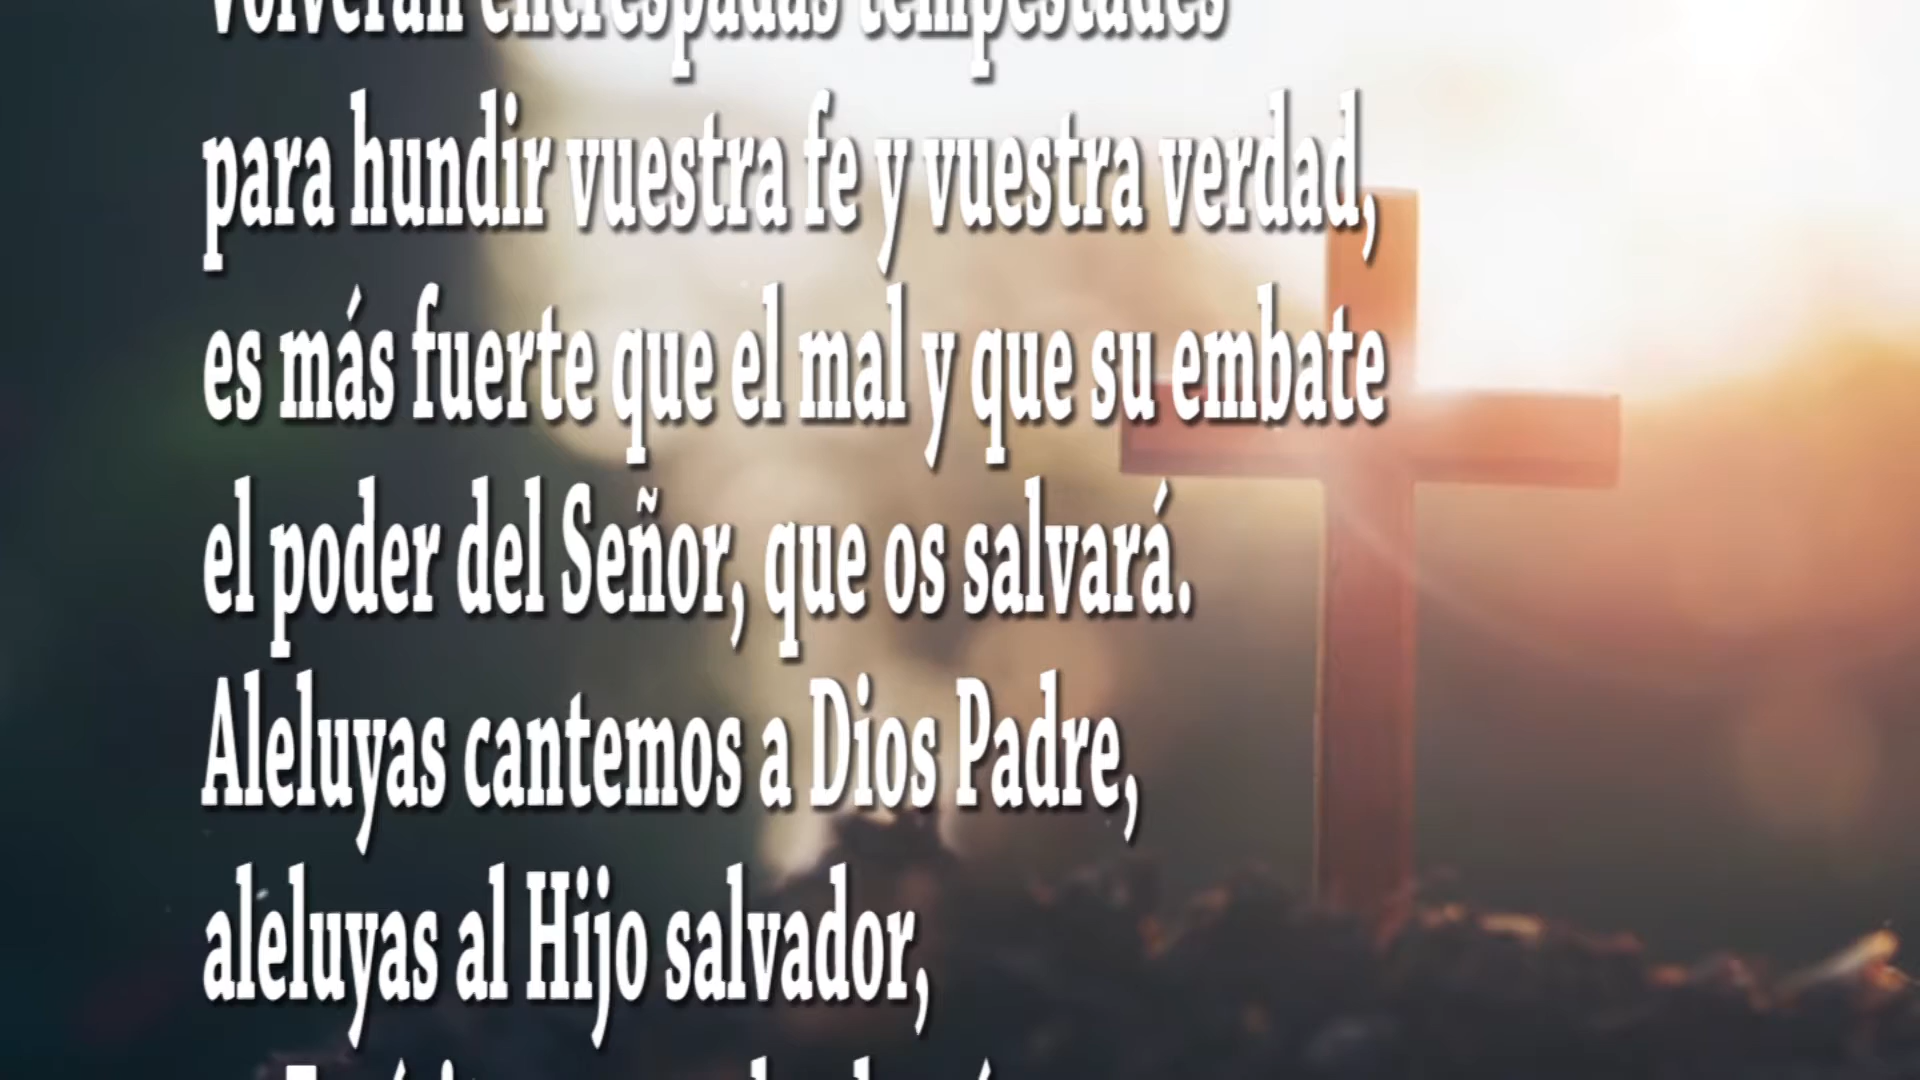 volverán encrespadas tempestades
para hundir vuestra fe y vuestra verdad,
es más fuerte que el mal y que su embate
el poder del Señor, que os salvará.
Aleluyas cantemos a Dios Padre,
aleluyas al Hijo salvador,